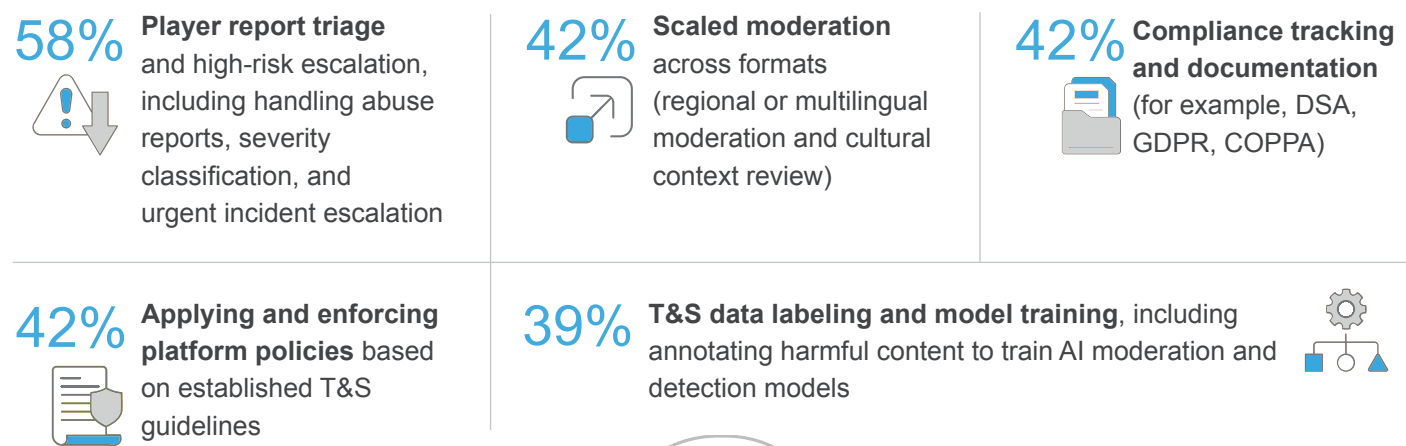 58%
Player report triage
and high-risk escalation,
including handling abuse
reports, severity
classification, and
urgent incident escalation
42%
Scaled moderation
across formats
(regional or multilingual
moderation and cultural
context review)
42%
Compliance tracking
and documentation
(for example, DSA,
GDPR, COPPA)
42%
Applying and enforcing
platform policies based
on established T&S
guidelines
39%
T&S data labeling and model training, including
annotating harmful content to train AI moderation and
detection models